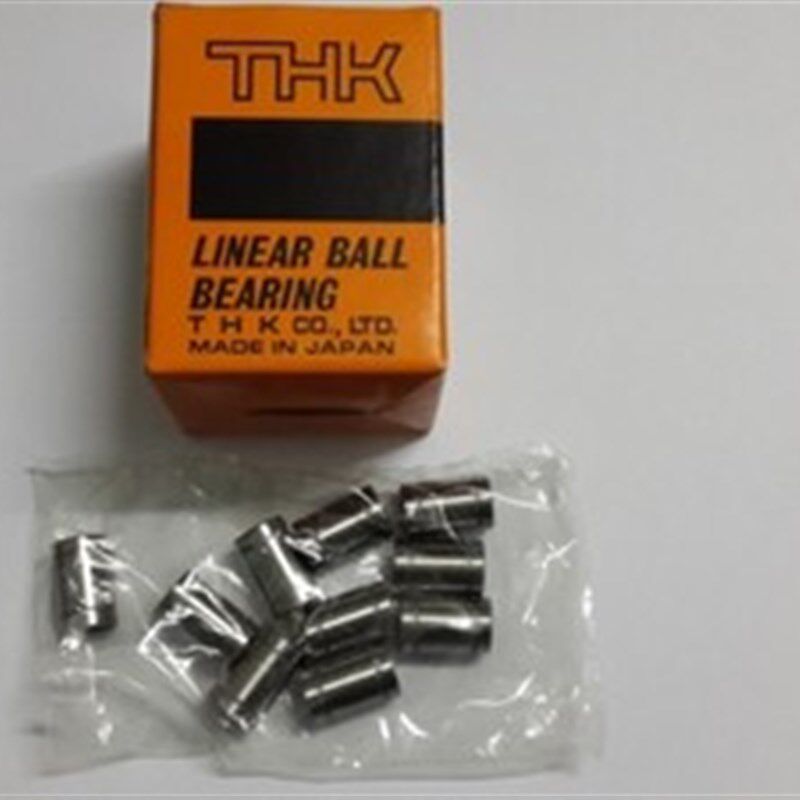 THK
LINEAR BALL
BEARING
T H K CO., LTD.
MADE IN JAPAN